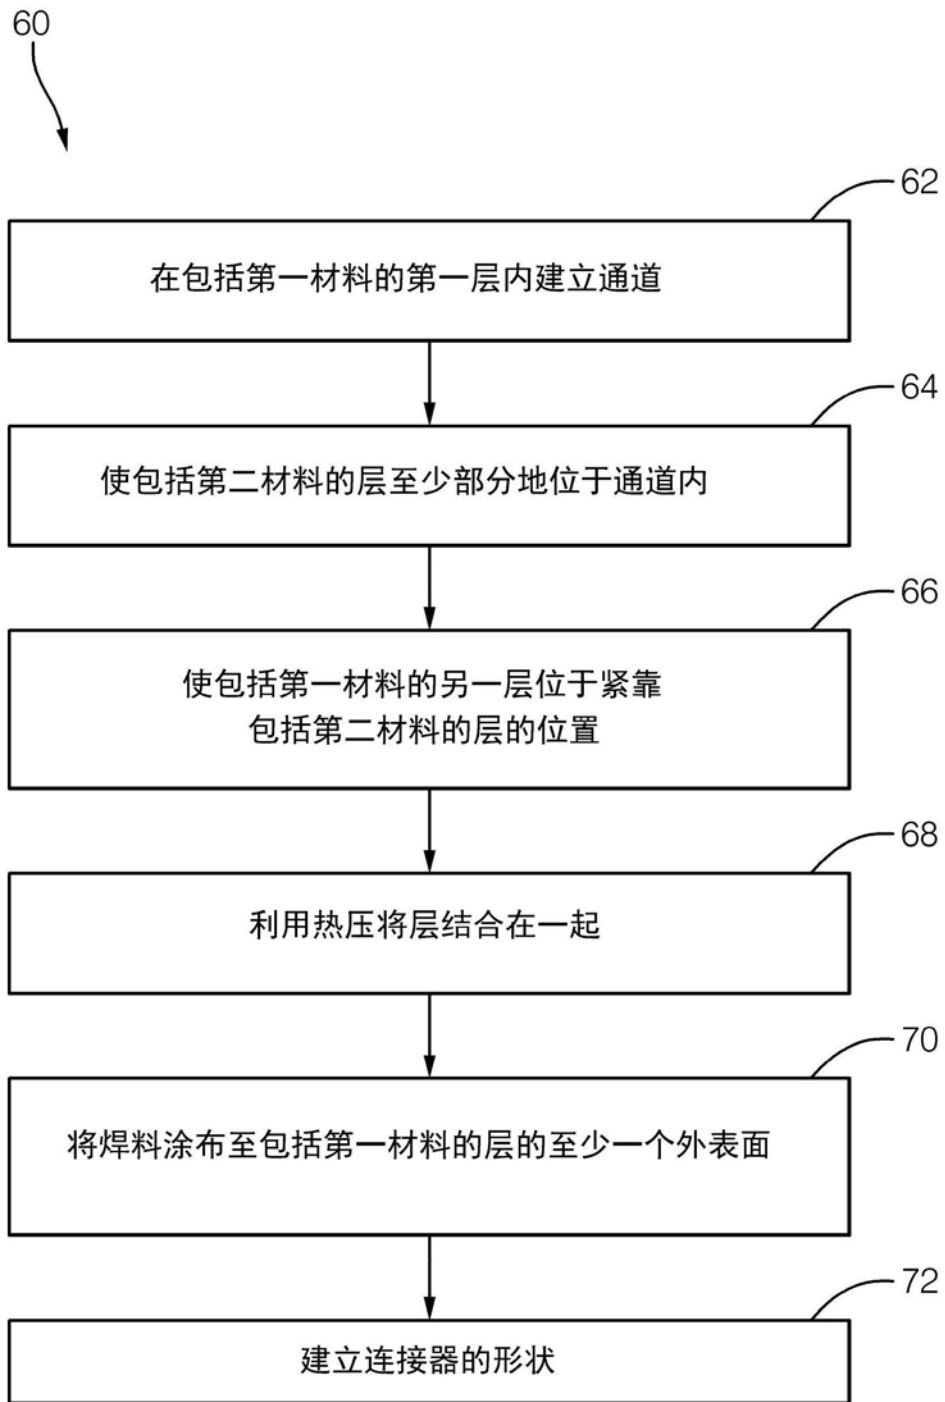 60
62
在包括第一材料的第一层内建立通道
64
使包括第二材料的层至少部分地位于通道内
66
使包括第一材料的另一层位于紧靠
包括第二材料的层的位置
68
利用热压将层结合在一起
70
将焊料涂布至包括第一材料的层的至少一个外表面
72
建立连接器的形状